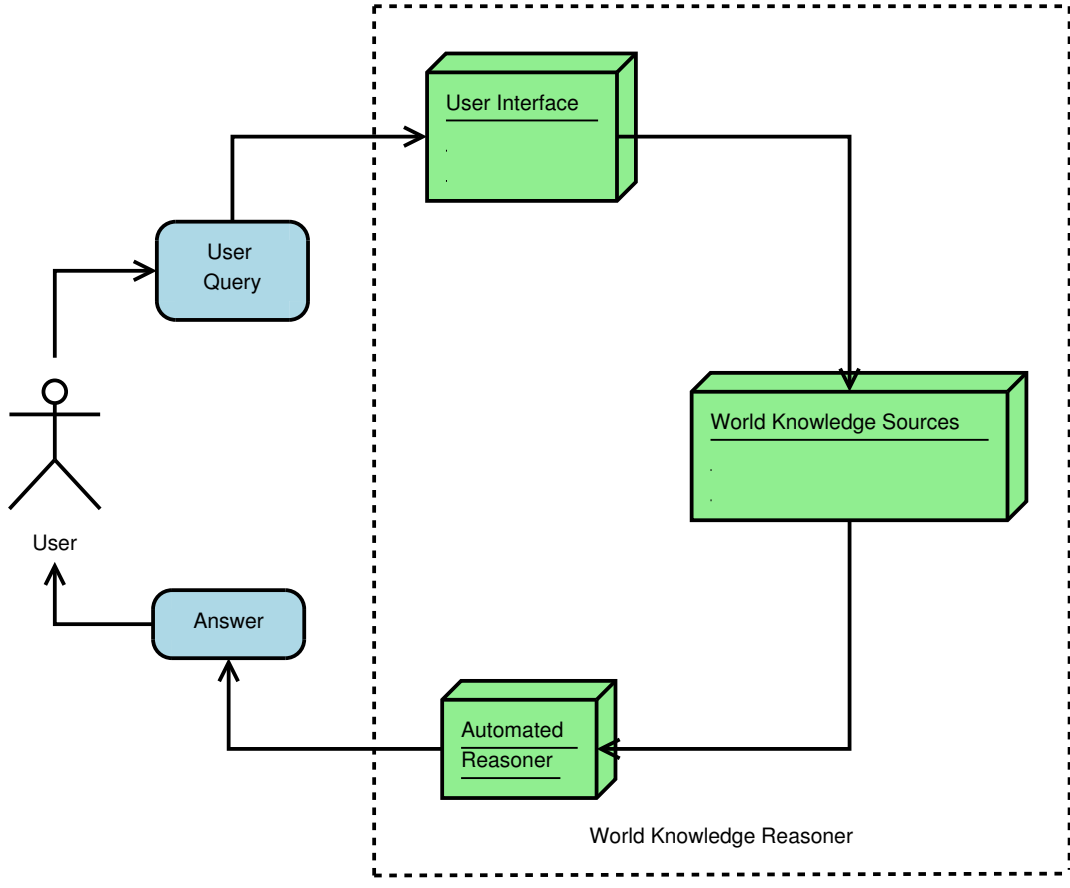 User Interface
User
Query
World Knowledge Sources
User
Answer
Automated
Reasoner
World Knowledge Reasoner